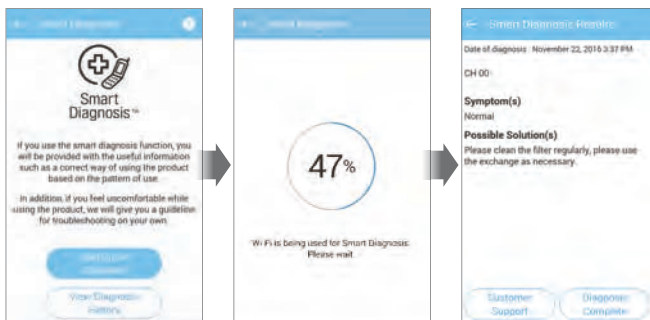 Smart
Diagnosis™
If you use the smart diagnosis function, you
will be provided with the useful information
such as a correct way of using the product
based on the pattern of use.
In addition, if you feel uncomfortable while
using the product, we will give you a guideline
for troubleshooting on your own.
View Diagnosis
History
47%
Wi-Fi is being used for Smart Diagnosis.
Please wait.
Smart Diagnosis Results
Date of diagnosis : November 22, 2016 3:37 PM
CH 00
Symptom(s)
Normal
Possible Solution(s)
Please clean the filter regularly, please use
the exchange as necessary.
Customer
Support
Diagnosis
Complete